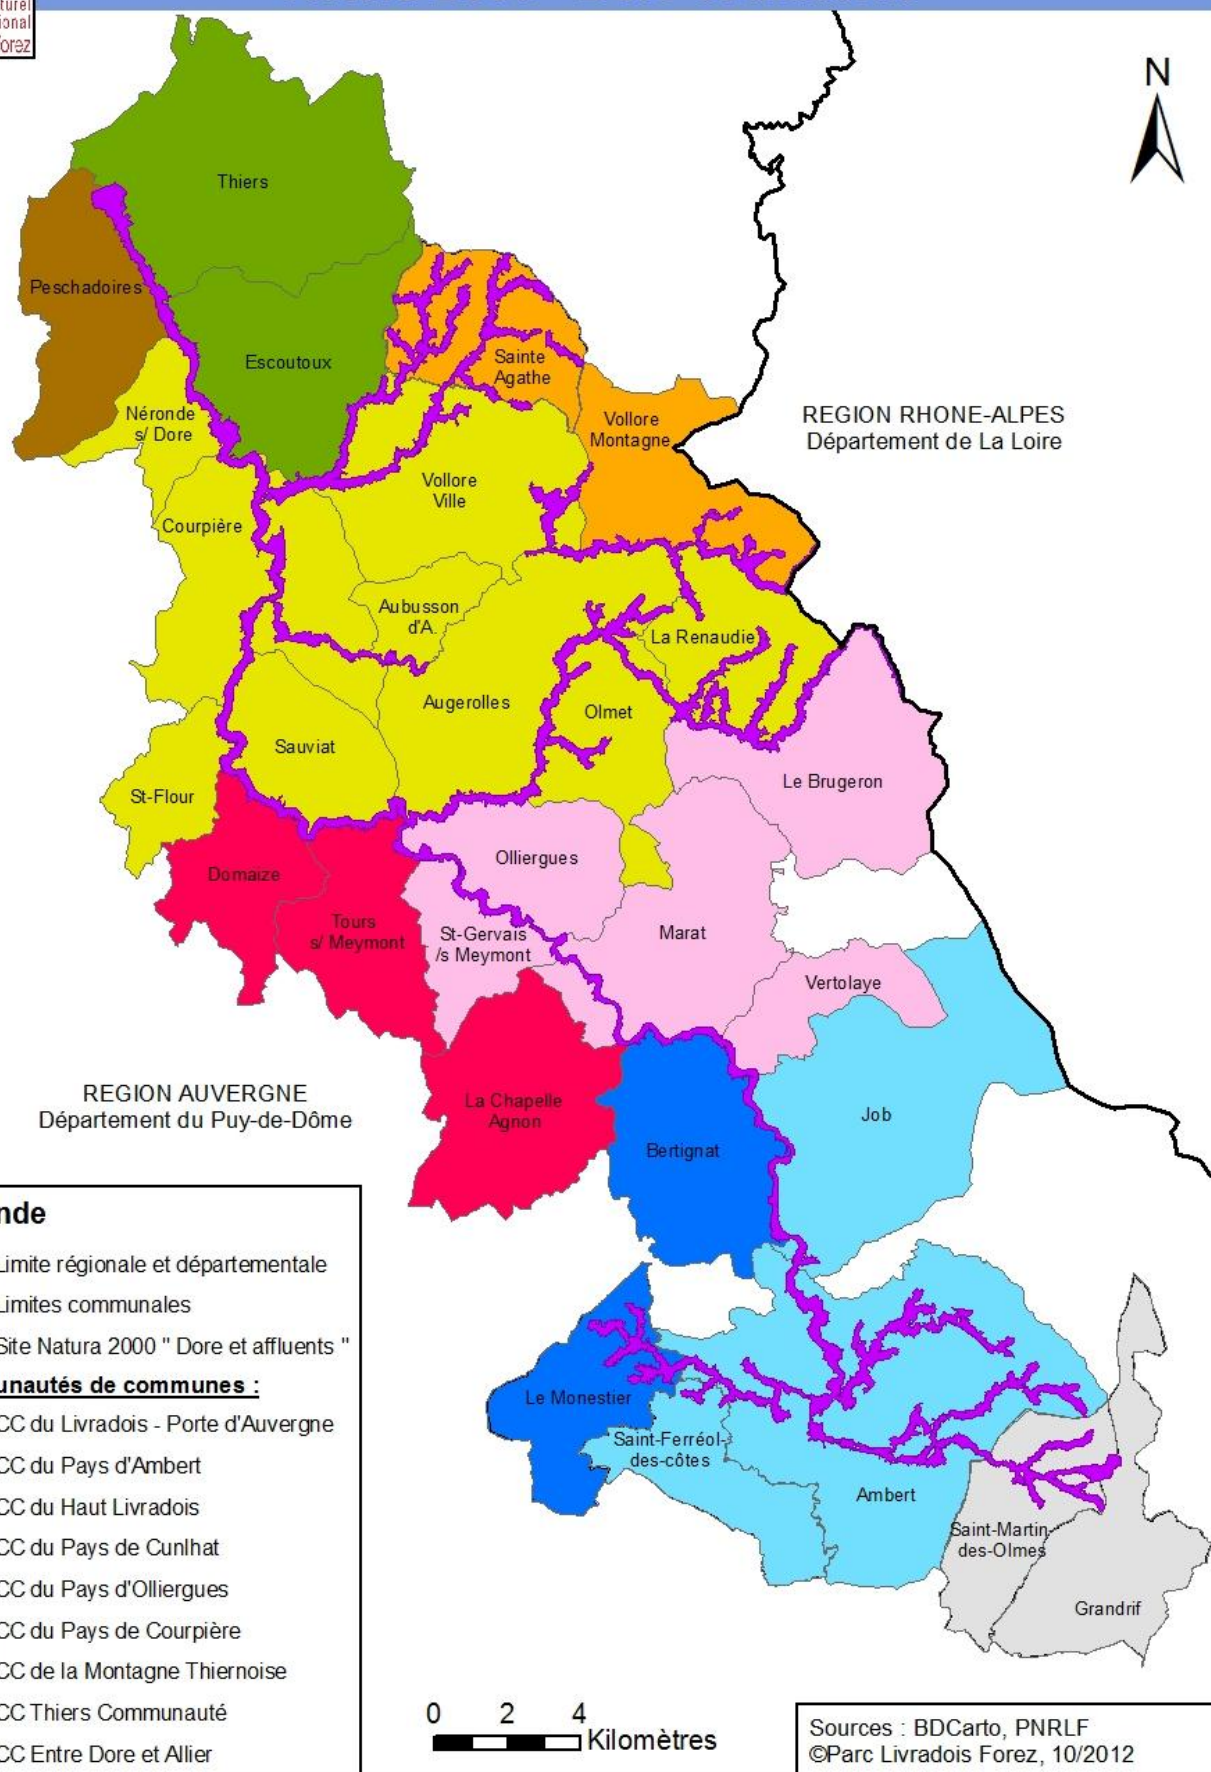 Forez
N
Thiers
Peschadoires
Escoutoux
Sainte
Agathe
Vollore
Montagne
REGION RHONE-ALPES
Département de La Loire
Néronde
s/ Dore
Vollore
Ville
Courpière
Aubusson
d'A.
La Renaudie
Augerolles
Olmet
Sauviat
Le Brugeron
St-Flour
Olliergues
Domaize
Tours
s/ Meymont
St-Gervais
/s Meymont
Marat
Vertolaye
REGION AUVERGNE
Département du Puy-de-Dôme
La Chapelle
Agnon
Job
Bertignat
nde
Limite régionale et départementale
Limites communales
Site Natura 2000 " Dore et affluents "
unautés de communes :
CC du Livradois - Porte d'Auvergne
CC du Pays d'Ambert
CC du Haut Livradois
CC du Pays de Cunlhat
CC du Pays d'Olliergues
CC du Pays de Courpière
CC de la Montagne Thiernoise
CC Thiers Communauté
CC Entre Dore et Allier
Le Monestier
Saint-Ferréol-
des-côtes
Ambert
Saint-Martin-
des-Olmes
Grandrif
0 2 4
Kilomètres
Sources : BDCarto, PNRLF
©Parc Livradois Forez, 10/2012